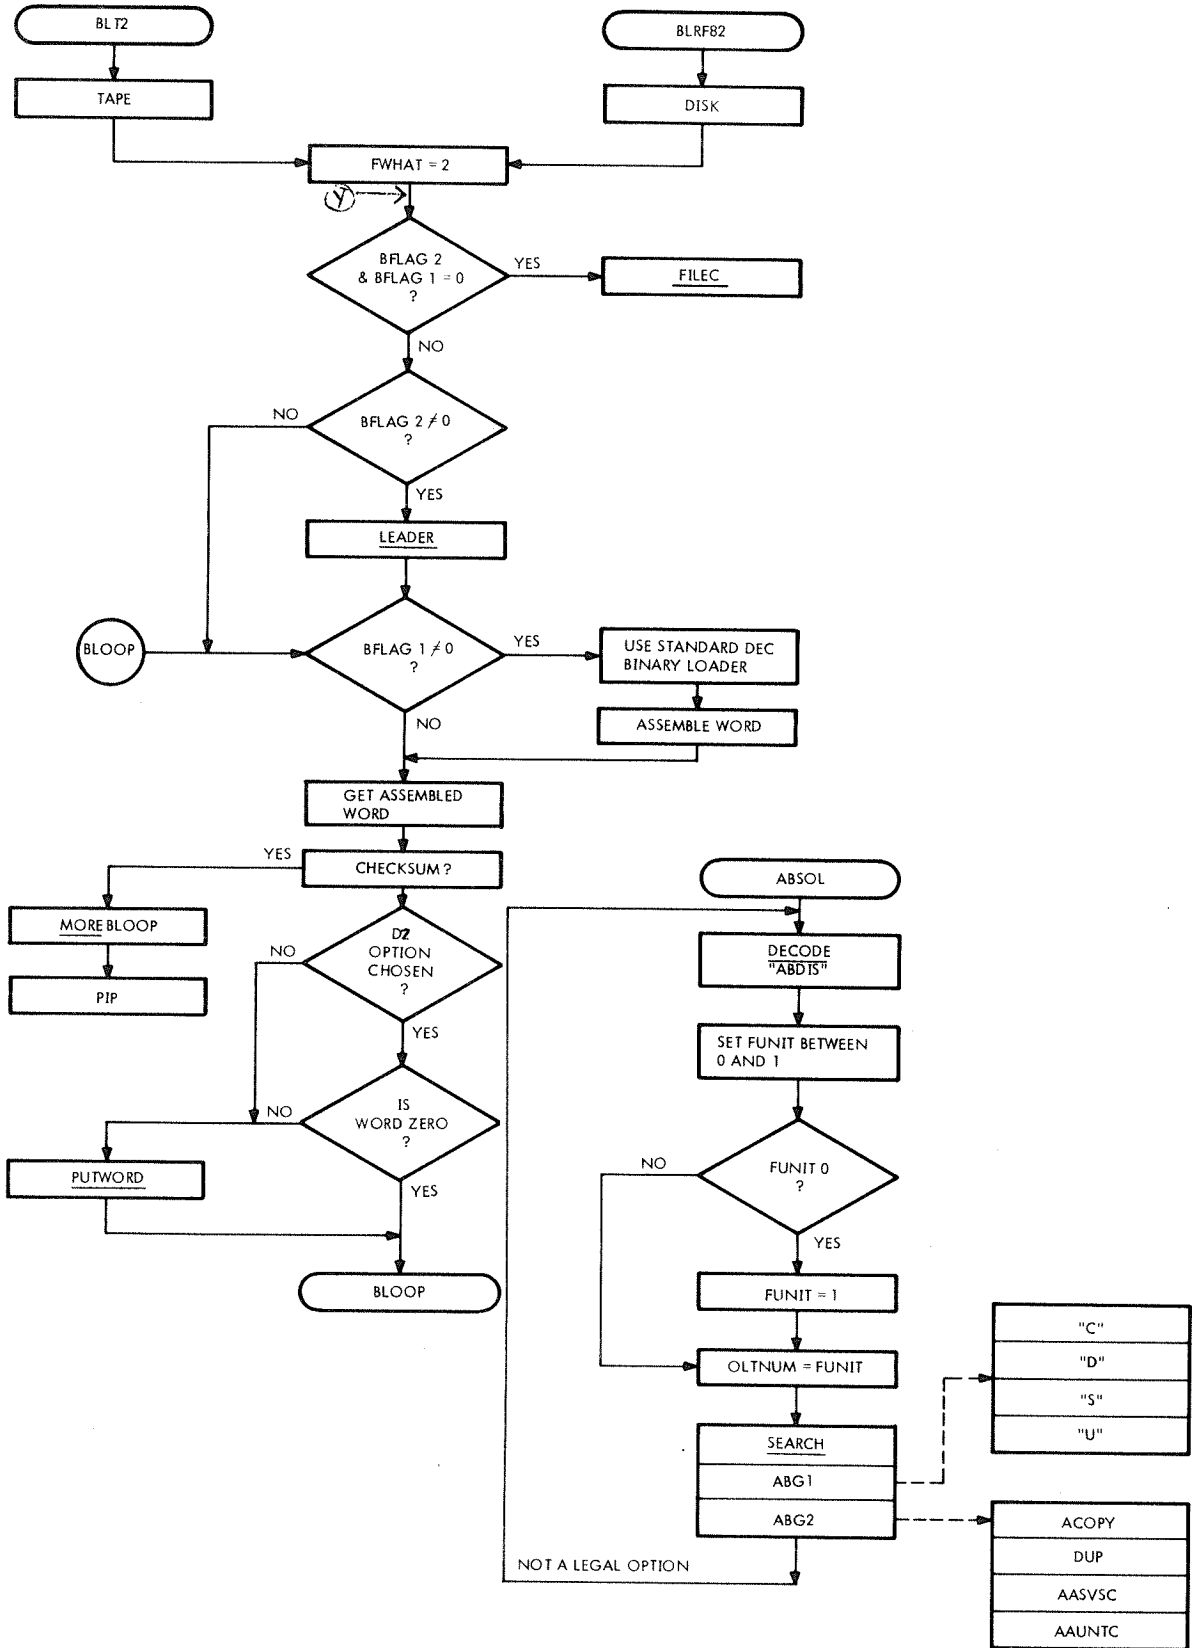 BLT2
BLRF82
TAPE
DISK
FWHAT = 2
Y
BFLAG 2
& BFLAG 1 = 0
?
YES
FILEC
NO
NO
BFLAG 2 ≠ 0
?
YES
LEADER
BLOOP
BFLAG 1 ≠ 0
?
YES
USE STANDARD DEC
BINARY LOADER
NO
ASSEMBLE WORD
GET ASSEMBLED
WORD
YES
CHECKSUM ?
MORE BLOOP
PIP
NO
D2
OPTION
CHOSEN
?
YES
NO
IS
WORD ZERO
?
PUTWORD
YES
BLOOP
ABSOL
DECODE
"ABDIS"
SET FUNIT BETWEEN
0 AND 1
NO
FUNIT 0
?
YES
FUNIT = 1
OLTNUM = FUNIT
SEARCH
ABG1
ABG2
NOT A LEGAL OPTION
"C"
"D"
"S"
"U"
ACOPY
DUP
AASVSC
AAUNTC